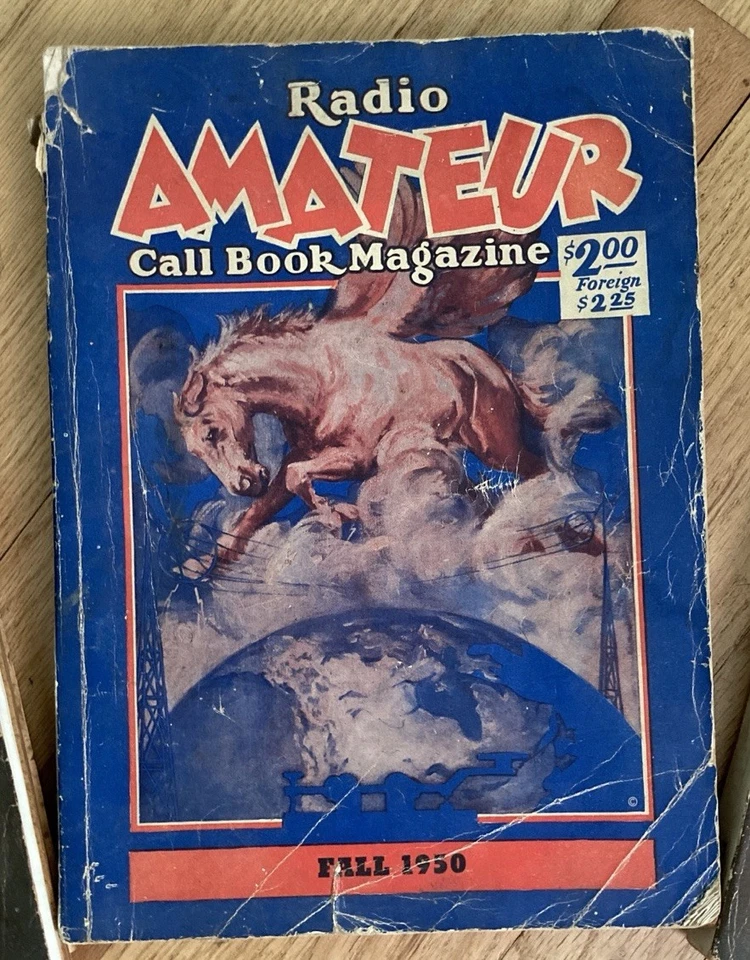 Radio
AMATEUR
Call Book Magazine
$2.00
Foreign
$2.25
©
FALL 1950